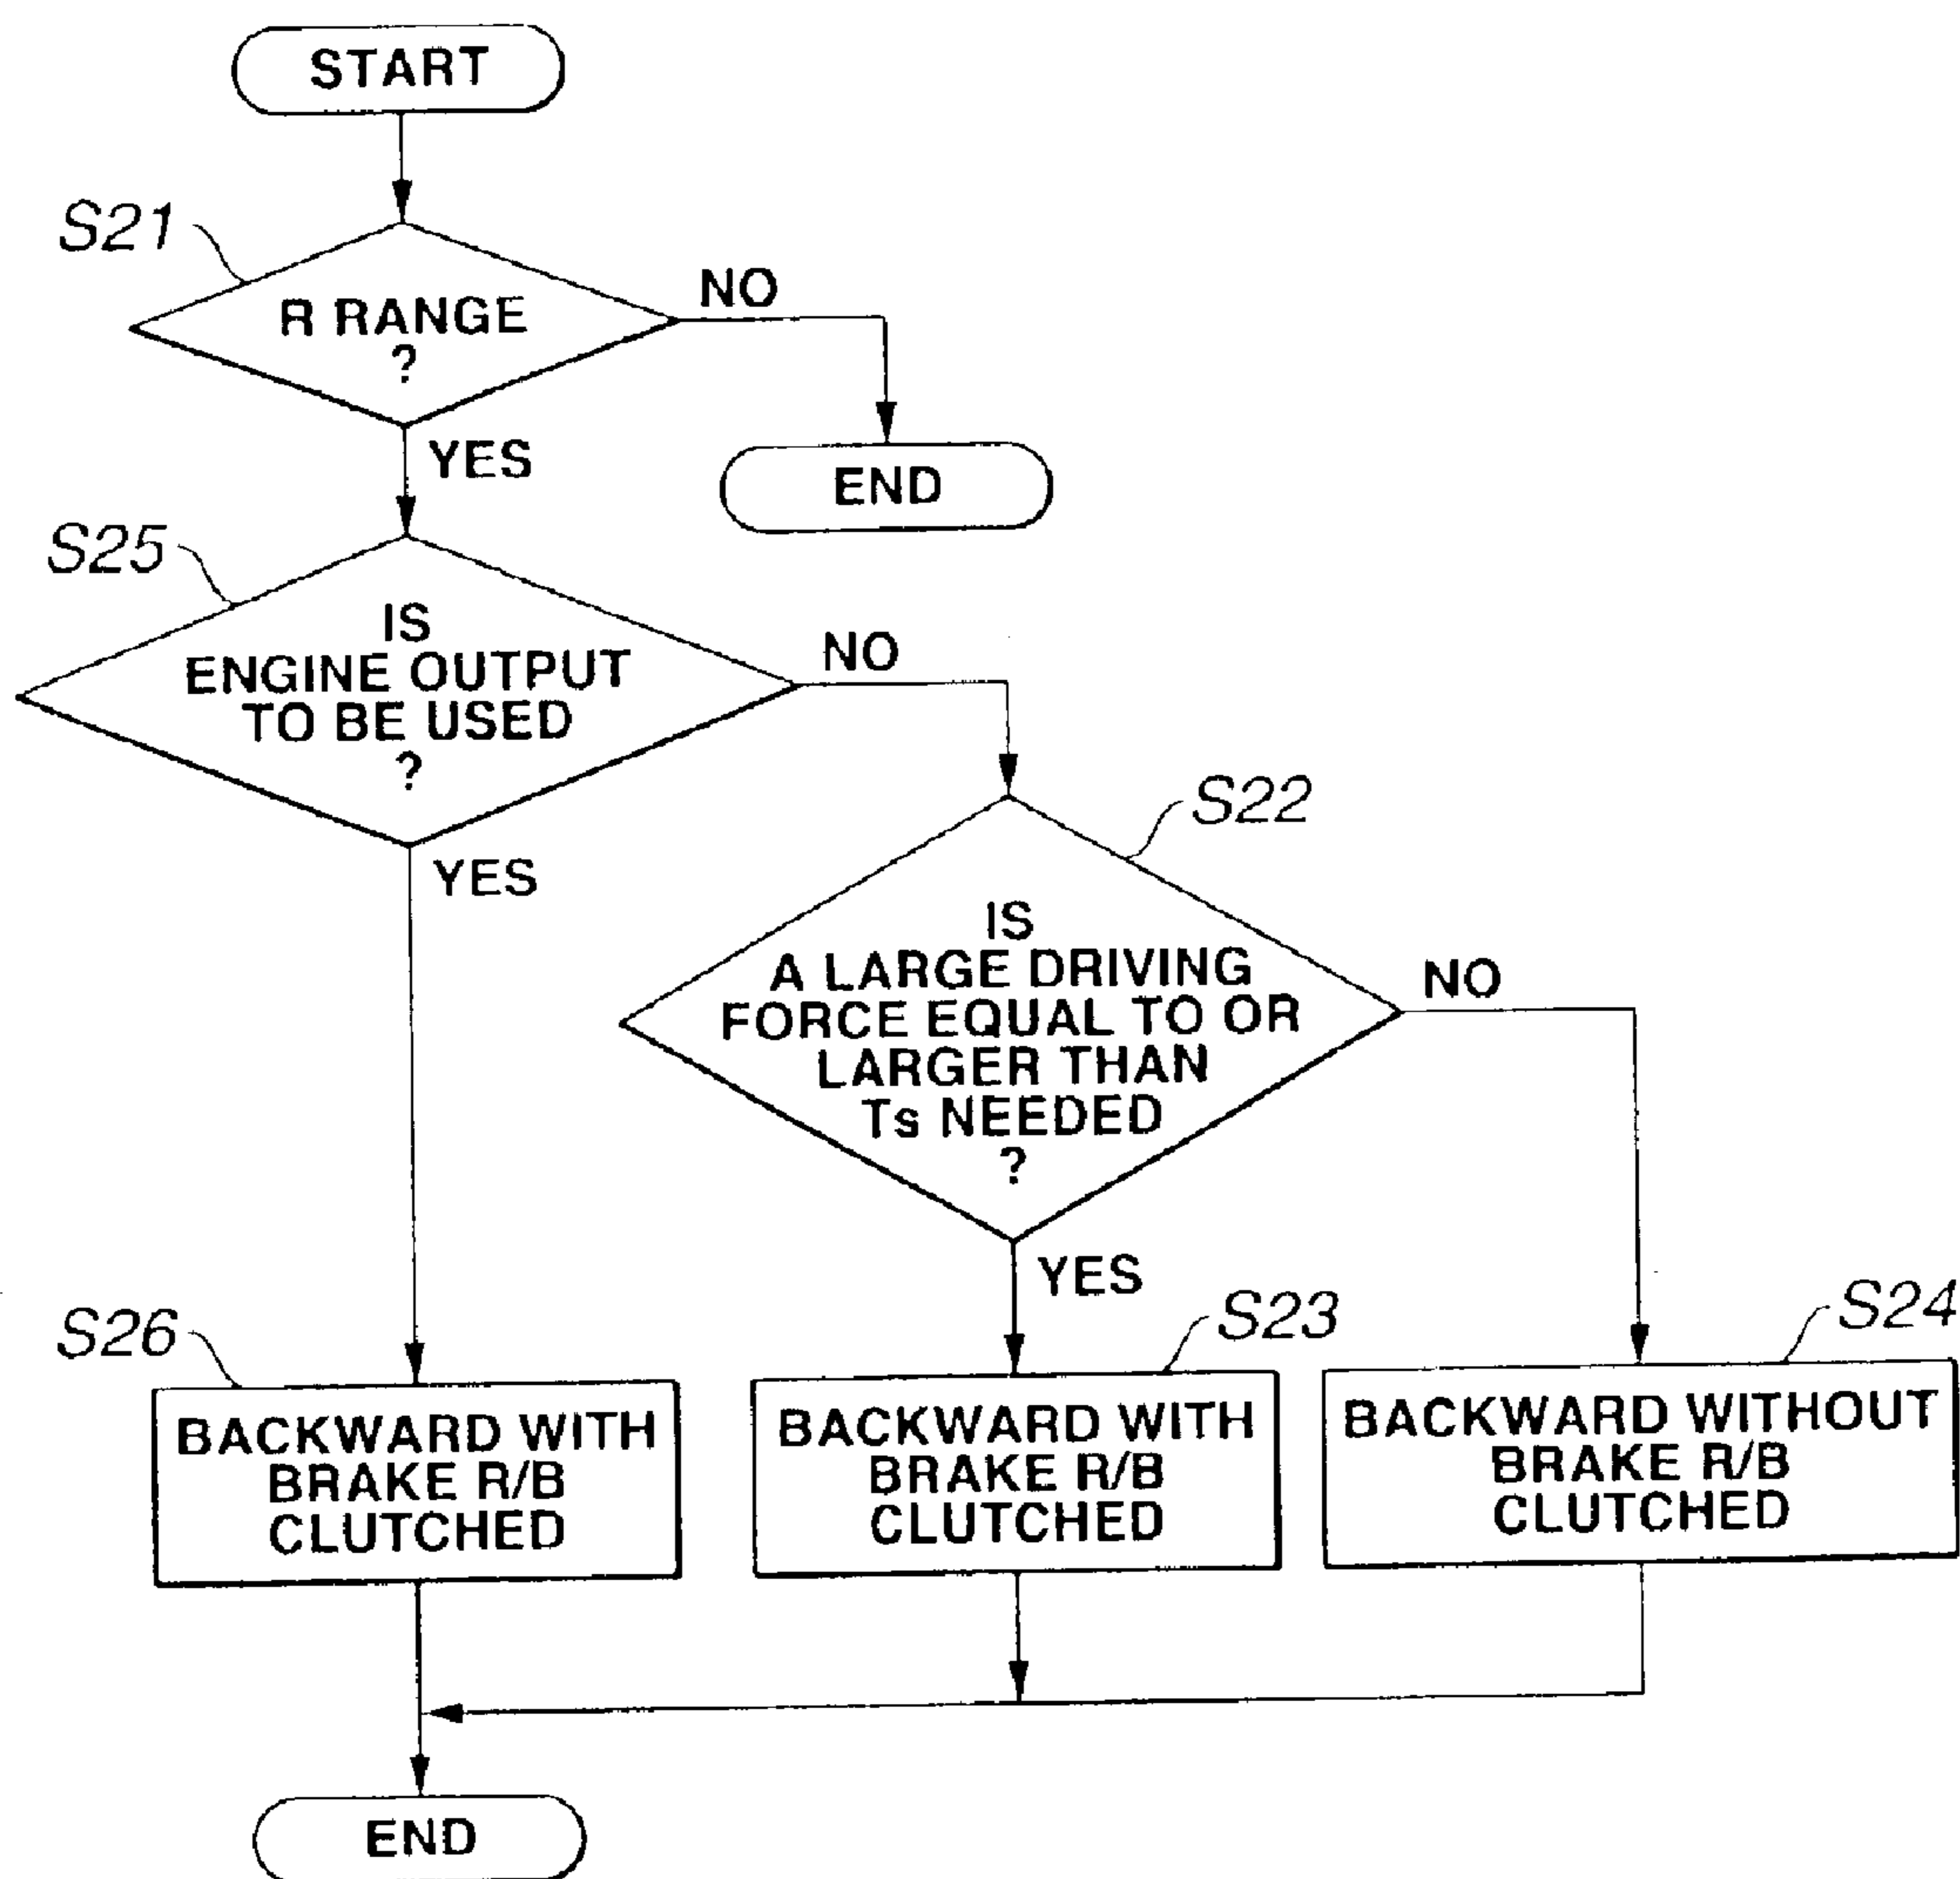 START
S21
R RANGE
?
NO
YES
END
S25
IS
ENGINE OUTPUT
TO BE USED
?
NO
YES
S22
IS
A LARGE DRIVING
FORCE EQUAL TO OR
LARGER THAN
Ts NEEDED
?
NO
YES
S26
BACKWARD WITH
BRAKE R/B
CLUTCHED
S23
BACKWARD WITH
BRAKE R/B
CLUTCHED
S24
BACKWARD WITHOUT
BRAKE R/B
CLUTCHED
END